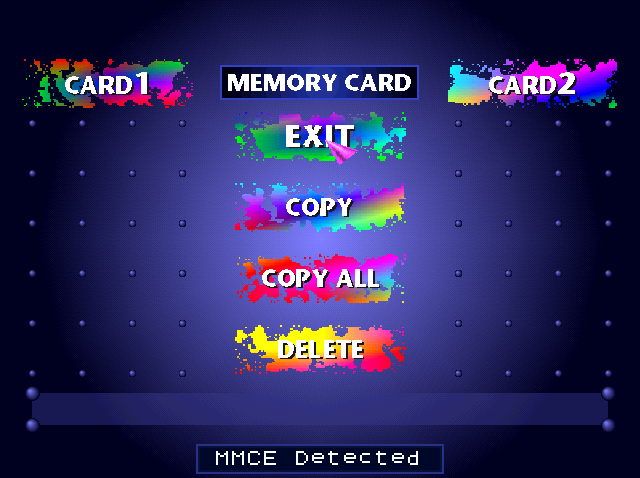 CARD1
MEMORY CARD
CARD2
EXIT
COPY
COPY ALL
DELETE
MMCE Detected